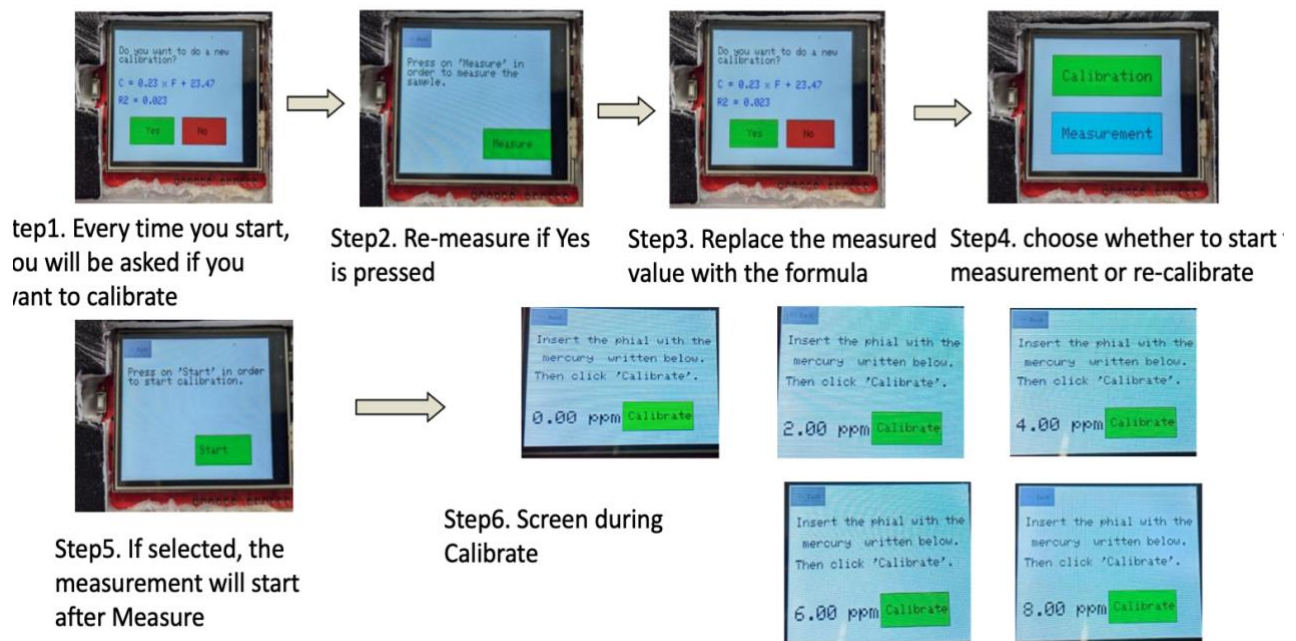 Do you want to do a new
calibration?
C = 0.23 x F + 23.47
R2 = 0.023
Yes No
Press on 'Measure' in
order to measure the
sample.
Measure
Do you want to do a new
calibration?
C = 0.23 x F + 23.47
R2 = 0.023
Yes No
Calibration
Measurement
tep1. Every time you start,
ou will be asked if you
ant to calibrate
Step2. Re-measure if Yes
is pressed
Step3. Replace the measured
value with the formula
Step4. choose whether to start
measurement or re-calibrate
Press on 'Start' in order
to start calibration.
Start
Step5. If selected, the
measurement will start
after Measure
Step6. Screen during
Calibrate
Insert the phial with the
mercury written below.
Then click 'Calibrate'.
0.00 ppm Calibrate
Insert the phial with the
mercury written below.
Then click 'Calibrate'.
2.00 ppm Calibrate
Insert the phial with the
mercury written below.
Then click 'Calibrate'.
4.00 ppm Calibrate
Insert the phial with the
mercury written below.
Then click 'Calibrate'.
6.00 ppm Calibrate
Insert the phial with the
mercury written below.
Then click 'Calibrate'.
8.00 ppm Calibrate